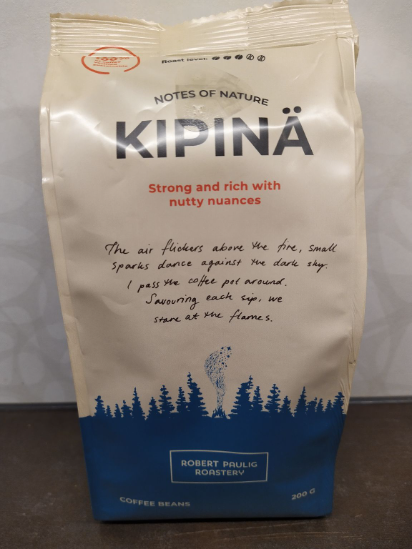 Roast level:
NOTES OF NATURE
KIPINÄ
Strong and rich with
nutty nuances
The air flickers above the fire, small
sparks dance against the dark sky.
I pass the coffee pot around.
Savouring each sip, we
stare at the flames.
ROBERT PAULIG
ROASTERY
COFFEE BEANS
200 G